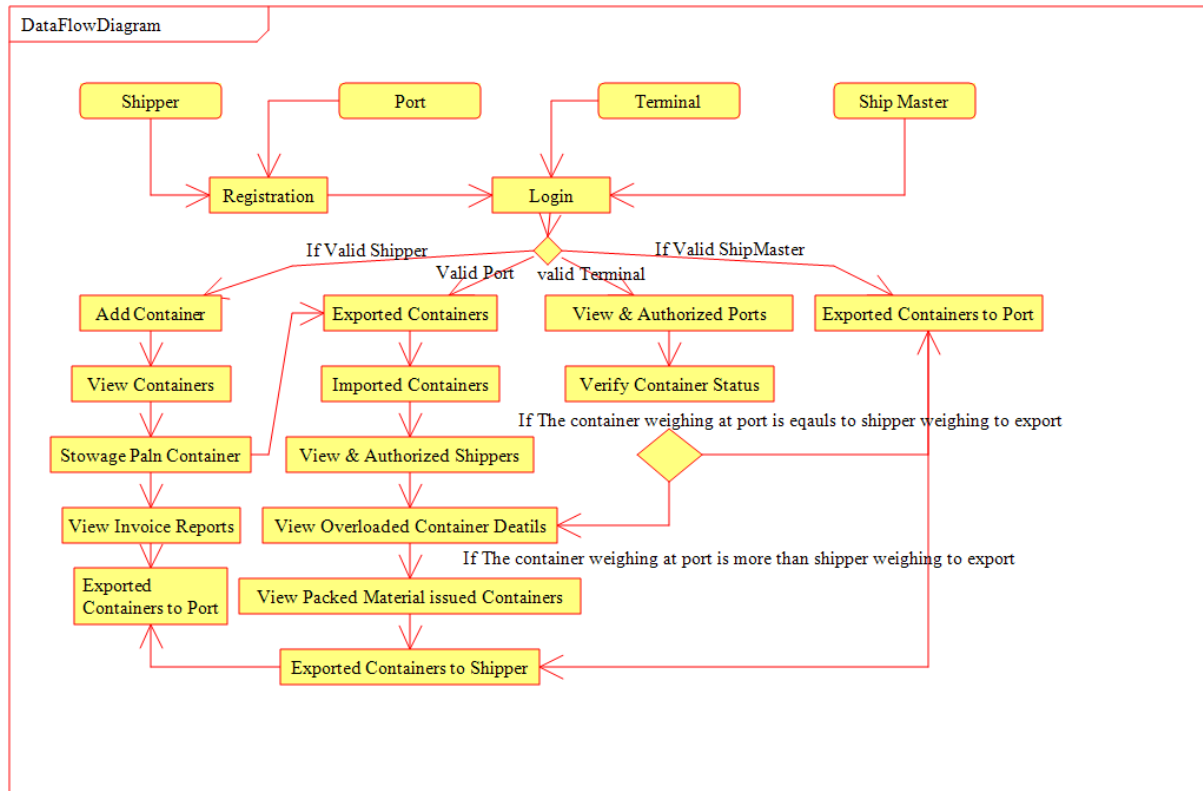 DataFlowDiagram
Shipper
Port
Terminal
Ship Master
Registration
Login
If Valid Shipper
If Valid ShipMaster
Valid Port
valid Terminal
Add Container
Exported Containers
View & Authorized Ports
Exported Containers to Port
View Containers
Imported Containers
Verify Container Status
If The container weighing at port is eqauls to shipper weighing to export
Stowage Paln Container
View & Authorized Shippers
View Invoice Reports
View Overloaded Container Deatils
If The container weighing at port is more than shipper weighing to export
Exported
Containers to Port
View Packed Material issued Containers
Exported Containers to Shipper